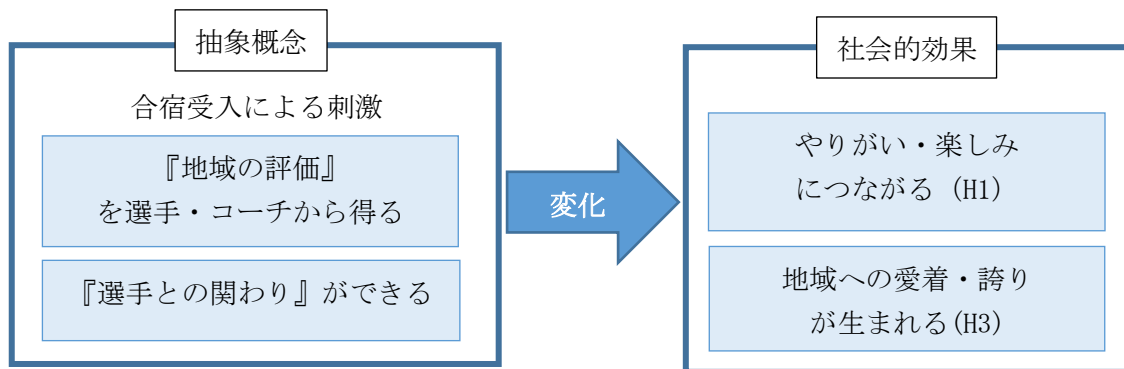 抽象概念
合宿受入による刺激
『地域の評価』
を選手・コーチから得る
『選手との関わり』ができる
変化
社会的効果
やりがい・楽しみ
につながる (H1)
地域への愛着・誇り
が生まれる(H3)